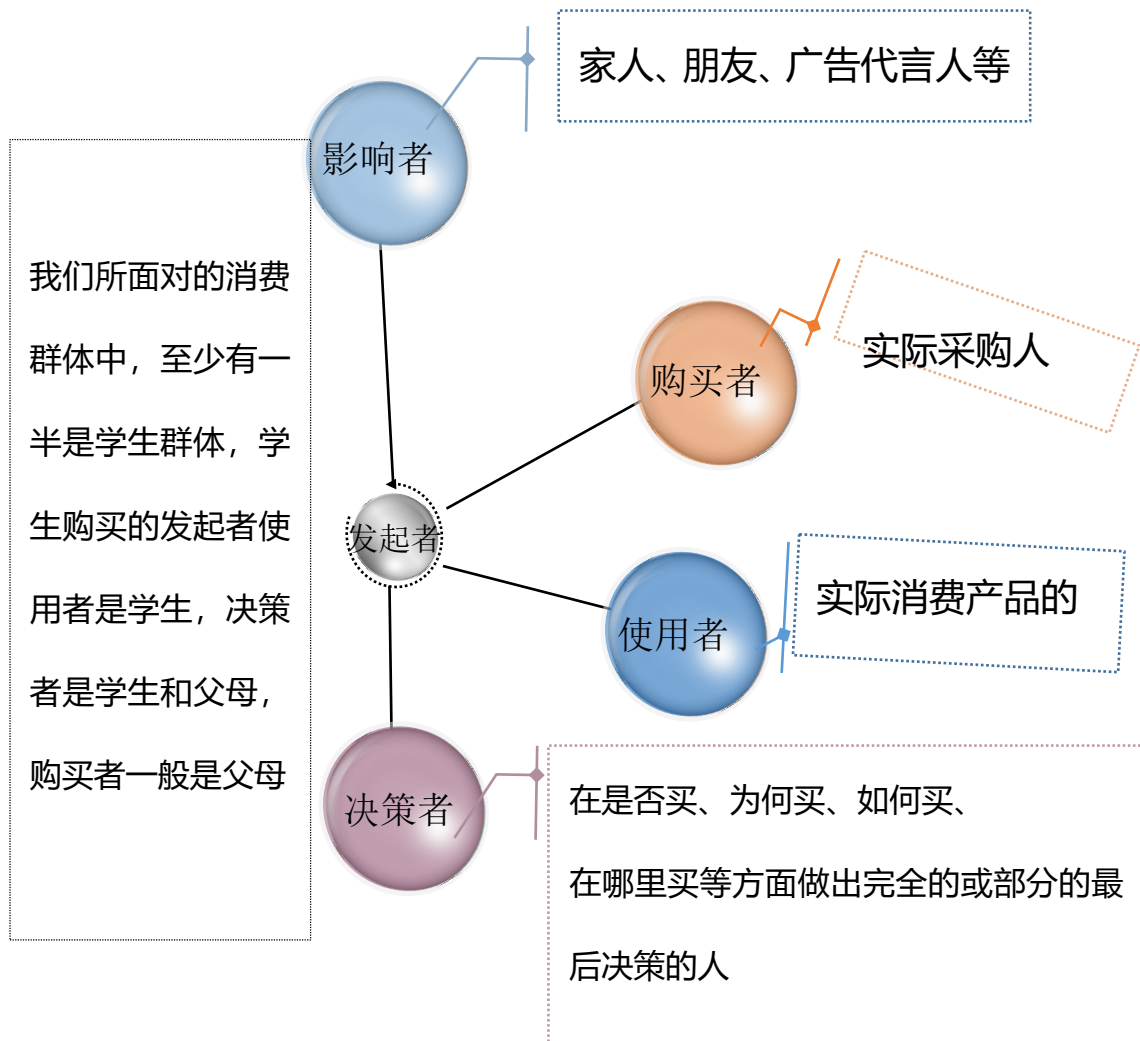 家人、朋友、广告代言人等
影响者
我们所面对的消费
群体中，至少有一
半是学生群体，学
生购买的发起者使
用者是学生，决策
者是学生和父母，
购买者一般是父母
购买者
实际采购人
发起者
使用者
实际消费产品的
决策者
在是否买、为何买、如何买、
在哪里买等方面做出完全的或部分的最
后决策的人